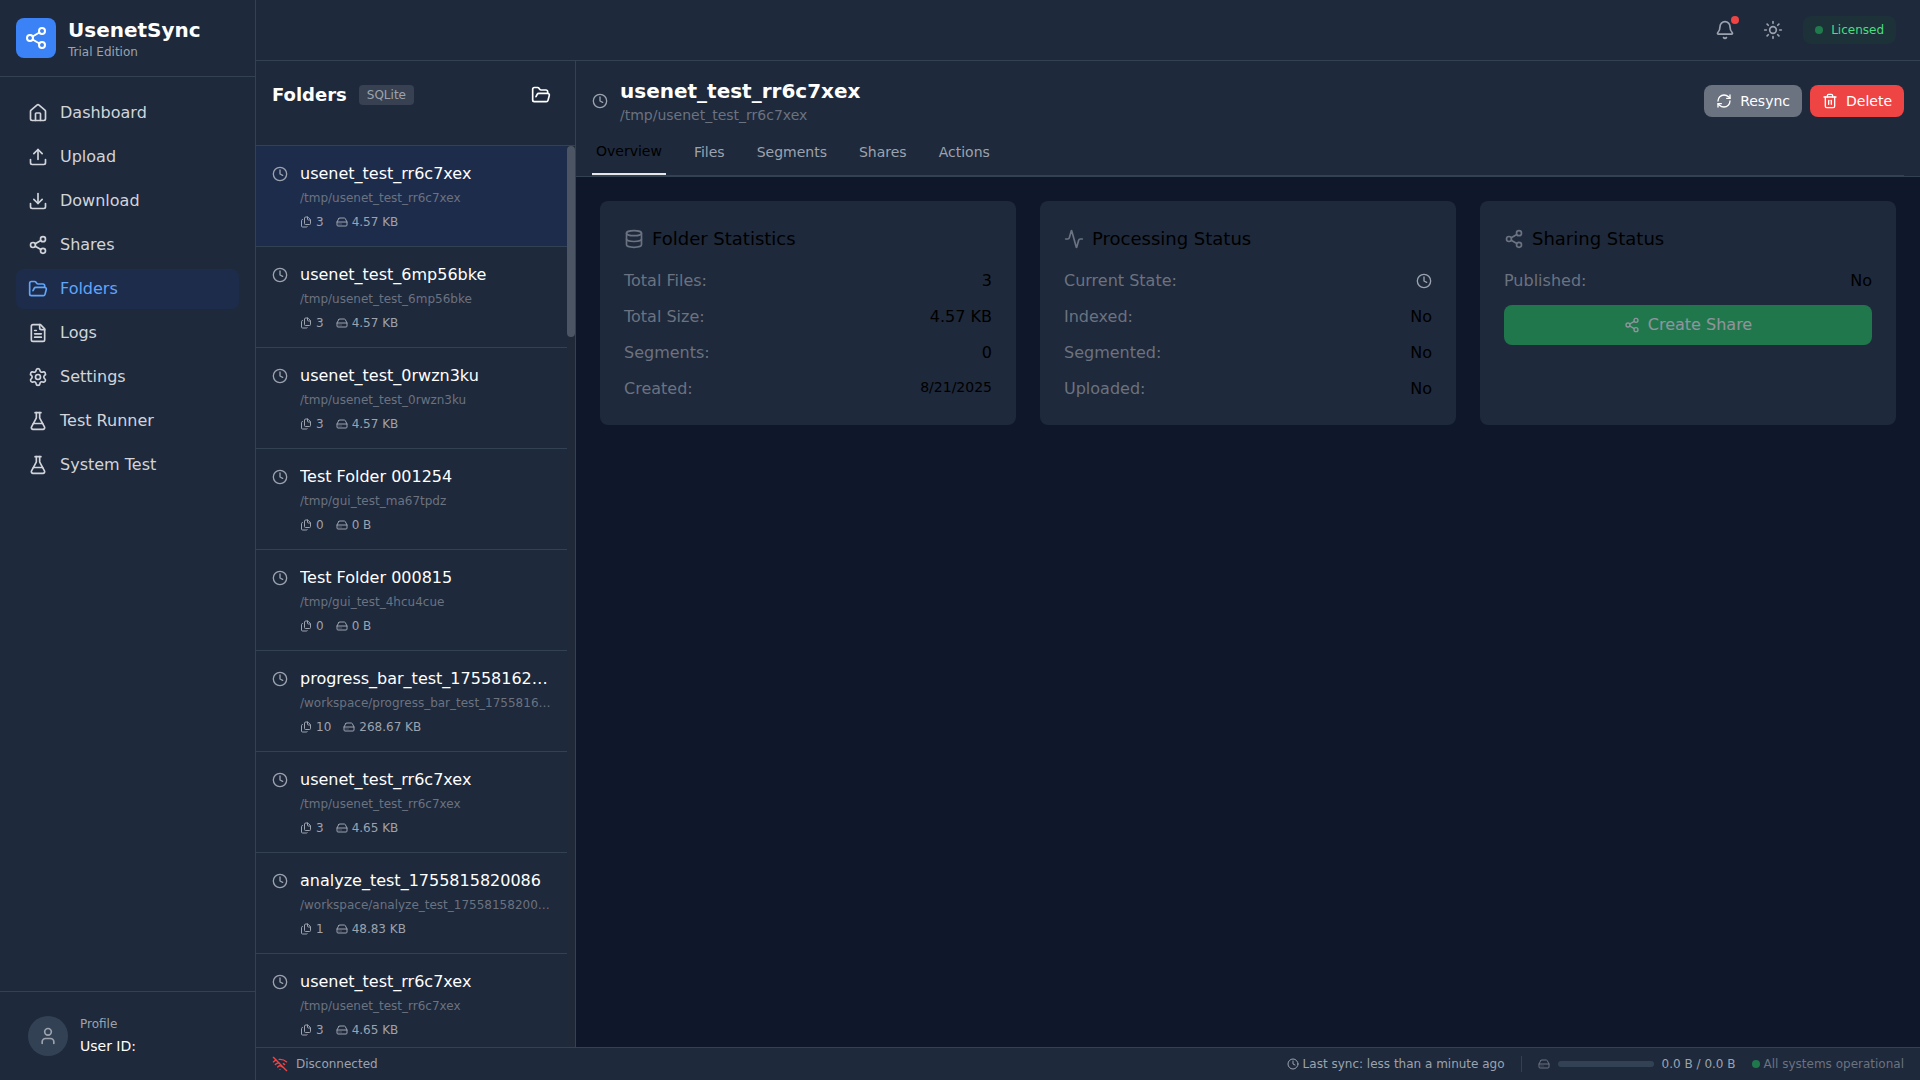 UsenetSync
Trial Edition
Dashboard
Upload
Download
Shares
Folders
Logs
Settings
Test Runner
System Test
Profile
User ID:
Licensed
Folders SQLite
usenet_test_rr6c7xex
/tmp/usenet_test_rr6c7xex
3 4.57 KB
usenet_test_6mp56bke
/tmp/usenet_test_6mp56bke
3 4.57 KB
usenet_test_0rwzn3ku
/tmp/usenet_test_0rwzn3ku
3 4.57 KB
Test Folder 001254
/tmp/gui_test_ma67tpdz
0 0 B
Test Folder 000815
/tmp/gui_test_4hcu4cue
0 0 B
progress_bar_test_17558162...
/workspace/progress_bar_test_1755816...
10 268.67 KB
usenet_test_rr6c7xex
/tmp/usenet_test_rr6c7xex
3 4.65 KB
analyze_test_1755815820086
/workspace/analyze_test_17558158200...
1 48.83 KB
usenet_test_rr6c7xex
/tmp/usenet_test_rr6c7xex
3 4.65 KB
usenet_test_rr6c7xex
/tmp/usenet_test_rr6c7xex
Resync Delete
Overview Files Segments Shares Actions
Folder Statistics
Total Files: 3
Total Size: 4.57 KB
Segments: 0
Created: 8/21/2025
Processing Status
Current State:
Indexed: No
Segmented: No
Uploaded: No
Sharing Status
Published: No
Create Share
Disconnected
Last sync: less than a minute ago
0.0 B / 0.0 B
All systems operational